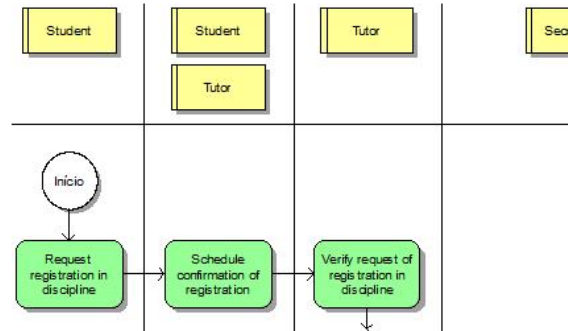 Student
Student
Tutor
Tutor
Início
Request
registration in
discipline
Schedule
confirmation of
registration
Verify request of
registration in
discipline